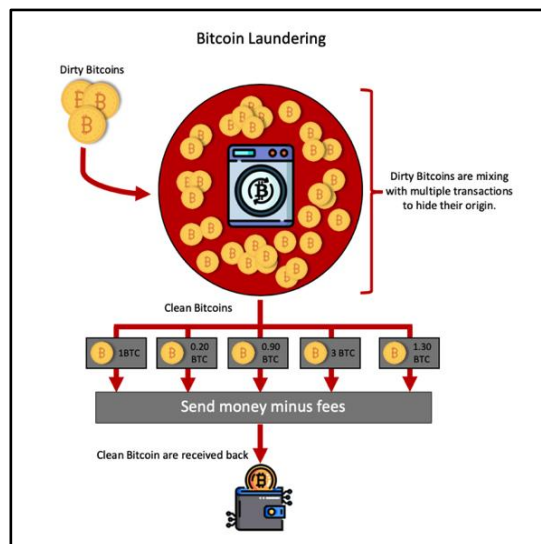 Bitcoin Laundering
Dirty Bitcoins
Dirty Bitcoins are mixing
with multiple transactions
to hide their origin.
Clean Bitcoins
1BTC
0.20
BTC
0.90
BTC
3 BTC
1.30
BTC
Send money minus fees
Clean Bitcoin are received back